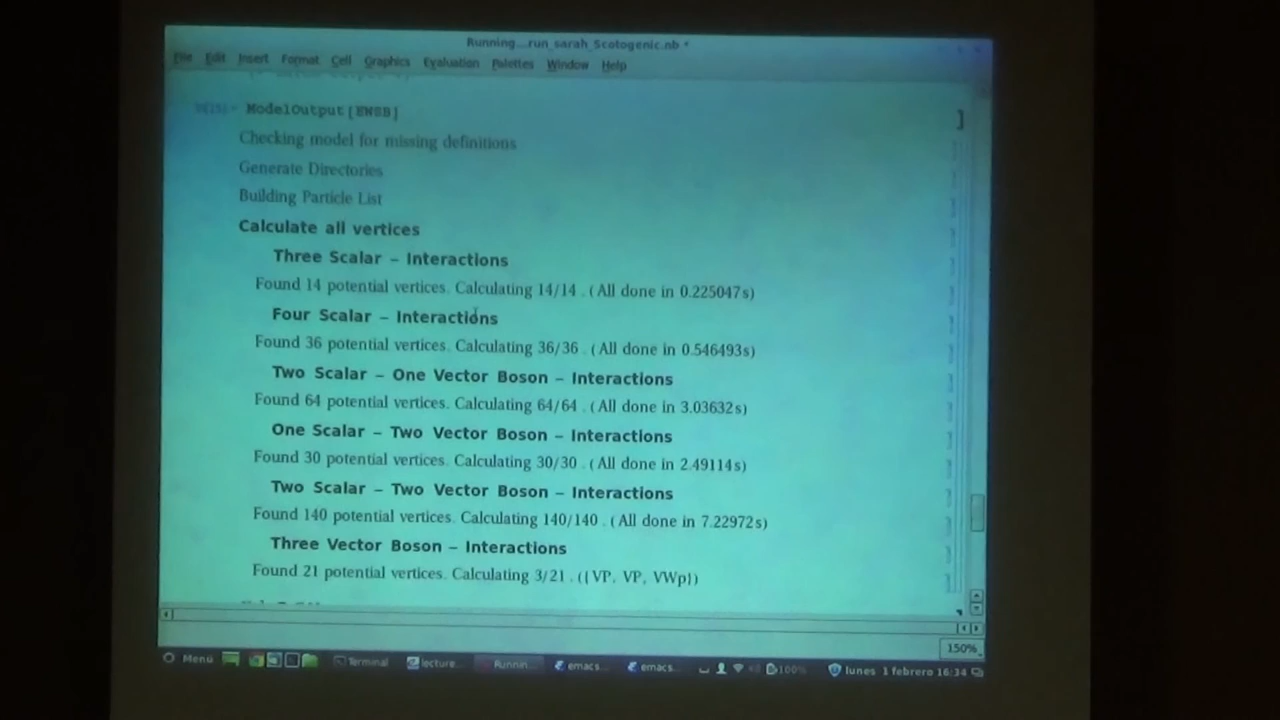 Running...run_sarah_Scotogenic.nb *
File Edit Insert Format Cell Graphics Evaluation Palettes Window Help
ModelOutput[EWSB]
Checking model for missing definitions
Generate Directories
Building Particle List
Calculate all vertices
Three Scalar – Interactions
Found 14 potential vertices. Calculating 14/14 . (All done in 0.225047s)
Four Scalar – Interactions
Found 36 potential vertices. Calculating 36/36 . (All done in 0.546493s)
Two Scalar – One Vector Boson – Interactions
Found 64 potential vertices. Calculating 64/64 . (All done in 3.03632s)
One Scalar – Two Vector Boson – Interactions
Found 30 potential vertices. Calculating 30/30 . (All done in 2.49114s)
Two Scalar – Two Vector Boson – Interactions
Found 140 potential vertices. Calculating 140/140 . (All done in 7.22972s)
Three Vector Boson – Interactions
Found 21 potential vertices. Calculating 3/21 . ({VP, VP, VWp})
150%
Menú Terminal lecture... Runnin... emacs... emacs... 100% lunes 1 febrero 16:34